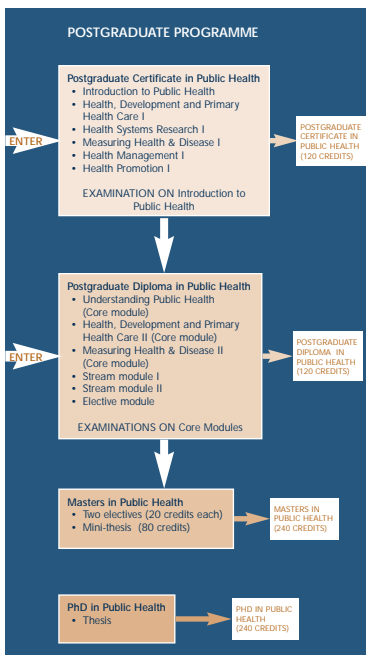 POSTGRADUATE PROGRAMME
Postgraduate Certificate in Public Health
• Introduction to Public Health
• Health, Development and Primary
Health Care I
• Health Systems Research I
• Measuring Health & Disease I
• Health Management I
• Health Promotion I
EXAMINATION ON Introduction to
Public Health
ENTER
POSTGRADUATE
CERTIFICATE IN
PUBLIC HEALTH
(120 CREDITS)
Postgraduate Diploma in Public Health
• Understanding Public Health
(Core module)
• Health, Development and Primary
Health Care II (Core module)
• Measuring Health & Disease II
(Core module)
• Stream module I
• Stream module II
• Elective module
EXAMINATIONS ON Core Modules
ENTER
POSTGRADUATE
DIPLOMA IN
PUBLIC HEALTH
(120 CREDITS)
Masters in Public Health
• Two electives (20 credits each)
• Mini-thesis (80 credits)
MASTERS IN
PUBLIC HEALTH
(240 CREDITS)
PhD in Public Health
• Thesis
PHD IN PUBLIC
HEALTH
(240 CREDITS)